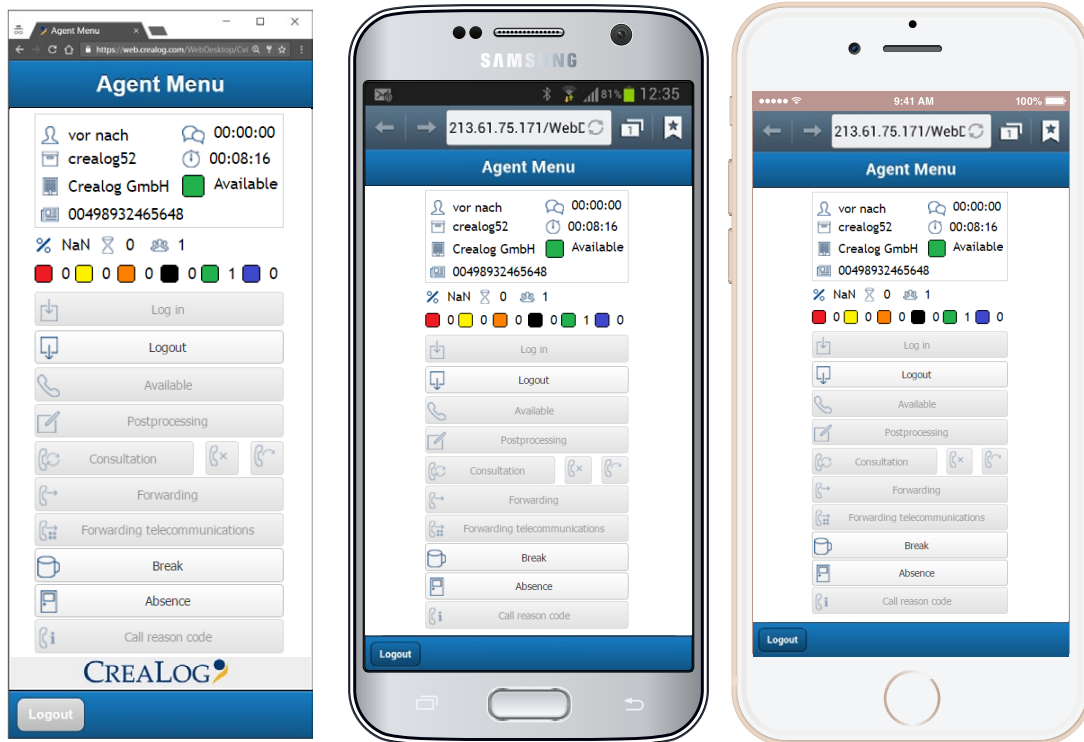 Agent Menu
https://web.crealog.com/WebDesktop/Cvt
Agent Menu
vor nach 00:00:00
crealog52 00:08:16
Crealog GmbH Available
00498932465648
% NaN 0 1
0 0 0 0 1 0
Log in
Logout
Available
Postprocessing
Consultation
Forwarding
Forwarding telecommunications
Break
Absence
Call reason code
CREALOG
Logout
SAMSUNG
81% 12:35
213.61.75.171/WebD
1
Agent Menu
vor nach 00:00:00
crealog52 00:08:16
Crealog GmbH Available
00498932465648
% NaN 0 1
0 0 0 0 1 0
Log in
Logout
Available
Postprocessing
Consultation
Forwarding
Forwarding telecommunications
Break
Absence
Call reason code
Logout
9:41 AM 100%
213.61.75.171/WebD
1
Agent Menu
vor nach 00:00:00
crealog52 00:08:16
Crealog GmbH Available
00498932465648
% NaN 0 1
0 0 0 0 1 0
Log in
Logout
Available
Postprocessing
Consultation
Forwarding
Forwarding telecommunications
Break
Absence
Call reason code
Logout